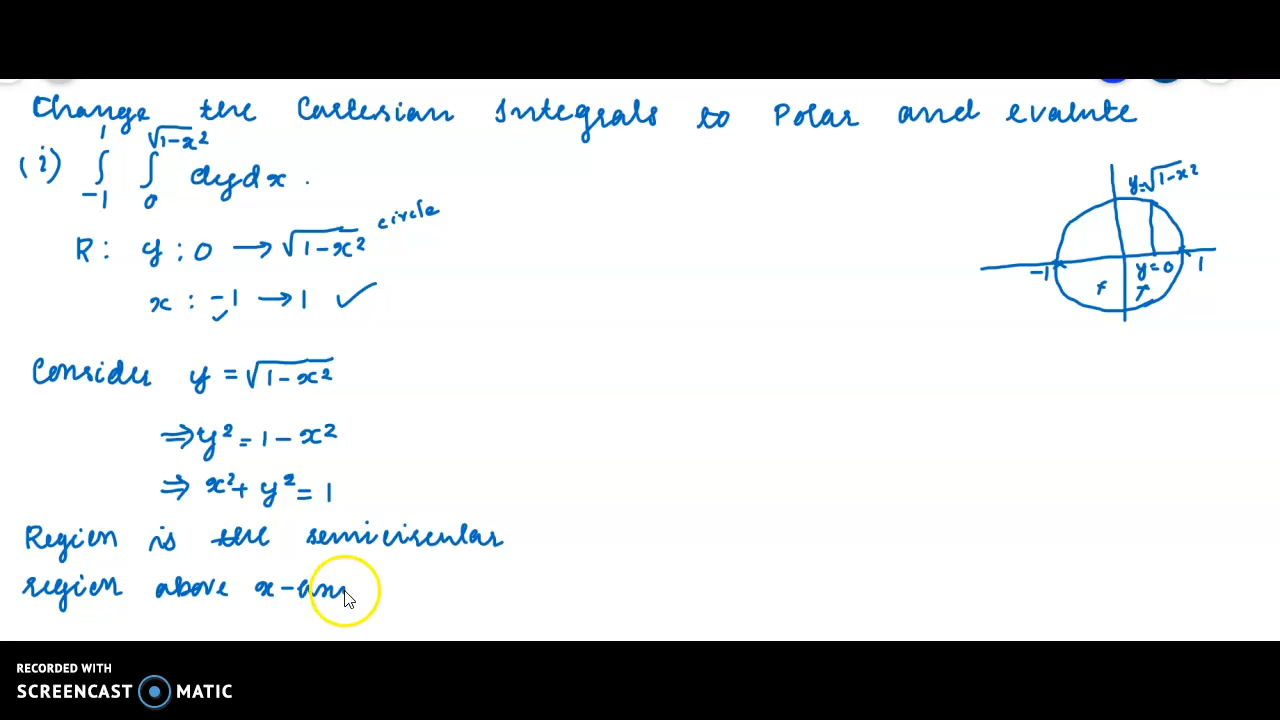 Change the Cartesian Integrals to Polar and evalute
(i) ∫_{-1}^{1} ∫_{0}^{√1-x²} dydx .
R : y : 0 → √1-x² circle
x : -1 → 1 ✓
Consider y = √1-x²
⇒ y² = 1 - x²
⇒ x² + y² = 1
Region is the semicircular
region above x-axis
y=√1-x²
-1 y=0 1
RECORDED WITH
SCREENCAST MATIC